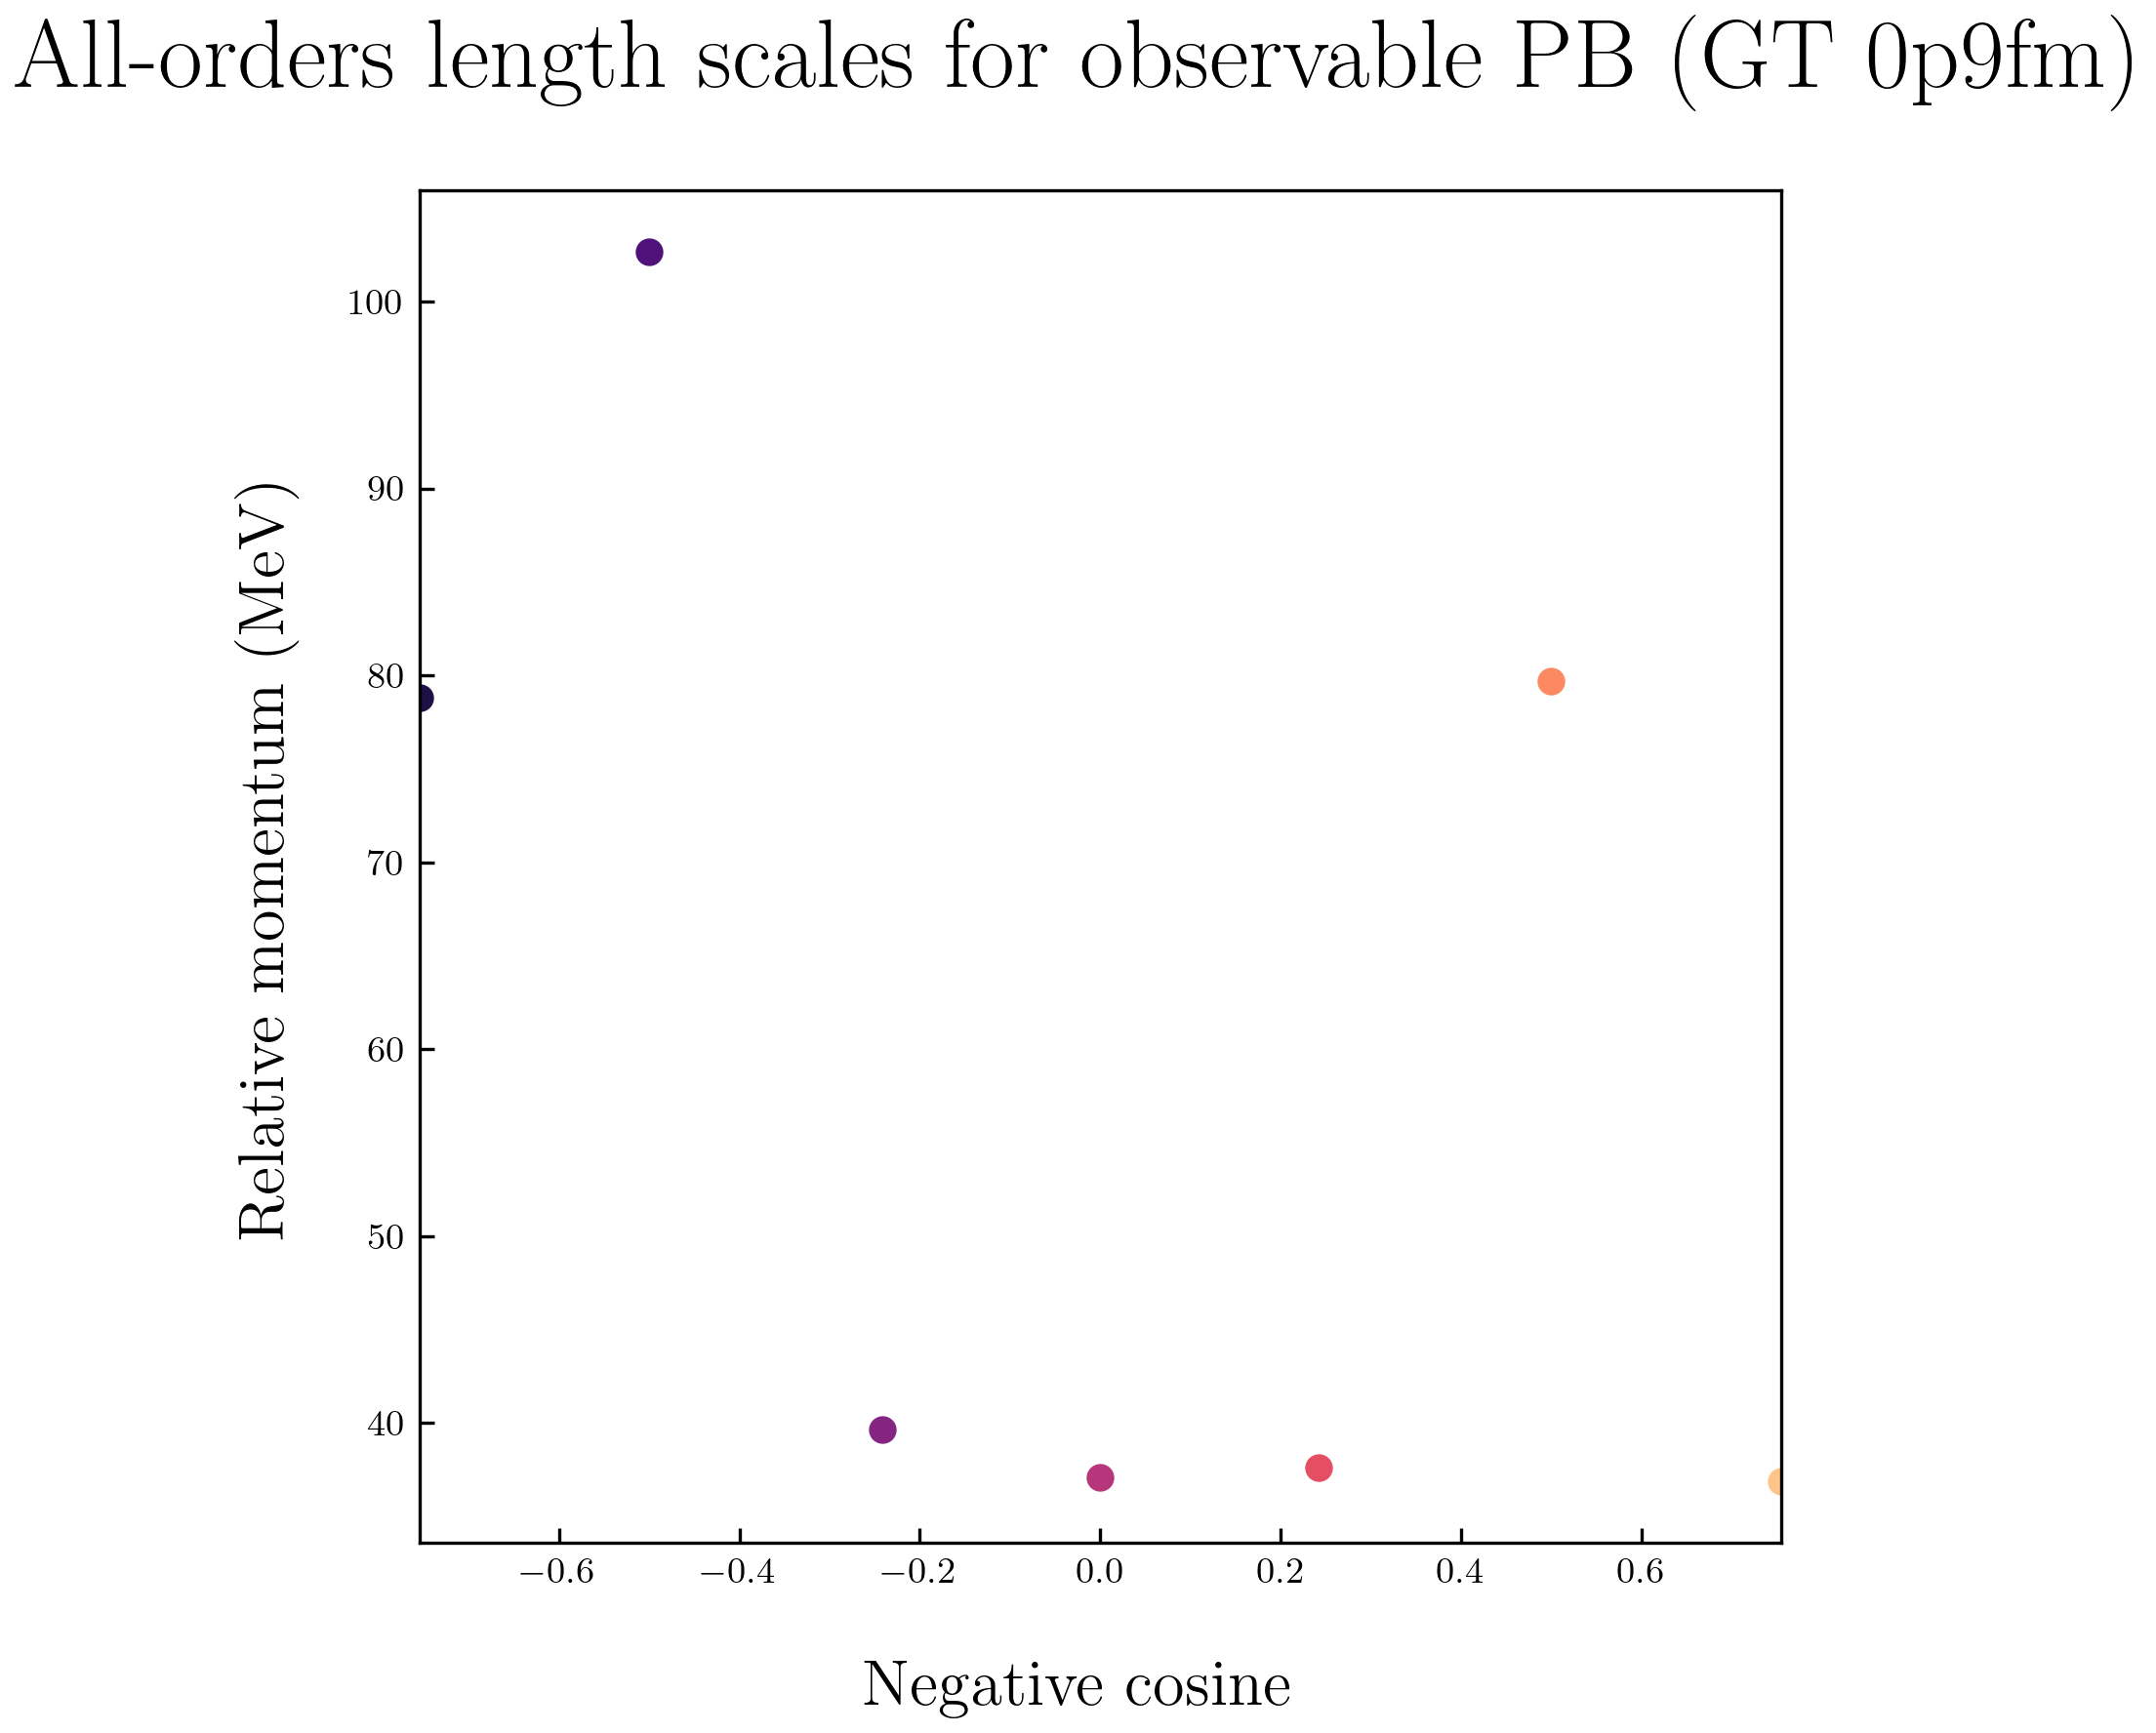 All-orders length scales for observable PB (GT 0p9fm)
Relative momentum (MeV)
100
90
80
70
60
50
40
−0.6 −0.4 −0.2 0.0 0.2 0.4 0.6
Negative cosine